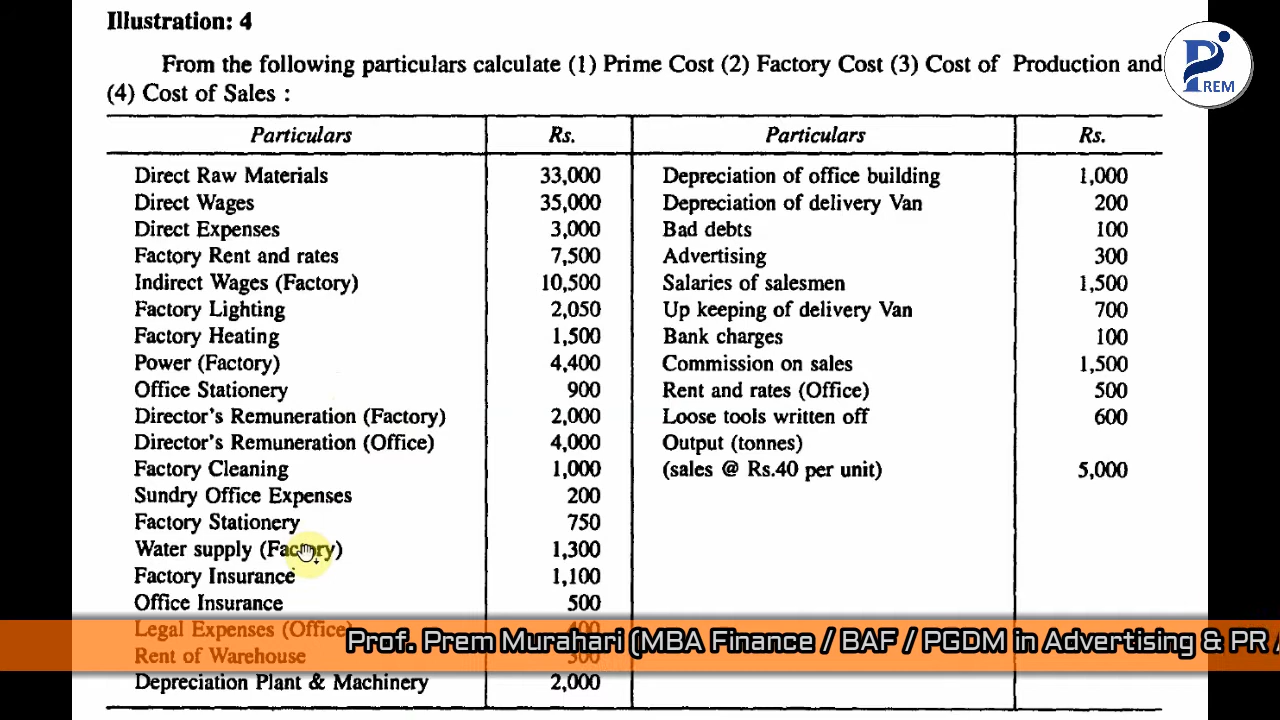 Illustration: 4
From the following particulars calculate (1) Prime Cost (2) Factory Cost (3) Cost of Production and
(4) Cost of Sales :
P
REM
Particulars Rs. Particulars Rs.
Direct Raw Materials 33,000 Depreciation of office building 1,000
Direct Wages 35,000 Depreciation of delivery Van 200
Direct Expenses 3,000 Bad debts 100
Factory Rent and rates 7,500 Advertising 300
Indirect Wages (Factory) 10,500 Salaries of salesmen 1,500
Factory Lighting 2,050 Up keeping of delivery Van 700
Factory Heating 1,500 Bank charges 100
Power (Factory) 4,400 Commission on sales 1,500
Office Stationery 900 Rent and rates (Office) 500
Director's Remuneration (Factory) 2,000 Loose tools written off 600
Director's Remuneration (Office) 4,000 Output (tonnes)
Factory Cleaning 1,000 (sales @ Rs.40 per unit) 5,000
Sundry Office Expenses 200
Factory Stationery 750
Water supply (Factory) 1,300
Factory Insurance 1,100
Office Insurance 500
Legal Expenses (Office)
Prof. Prem Murahari (MBA Finance / BAF / PGDM in Advertising & PR /
Rent of Warehouse
Depreciation Plant & Machinery 2,000